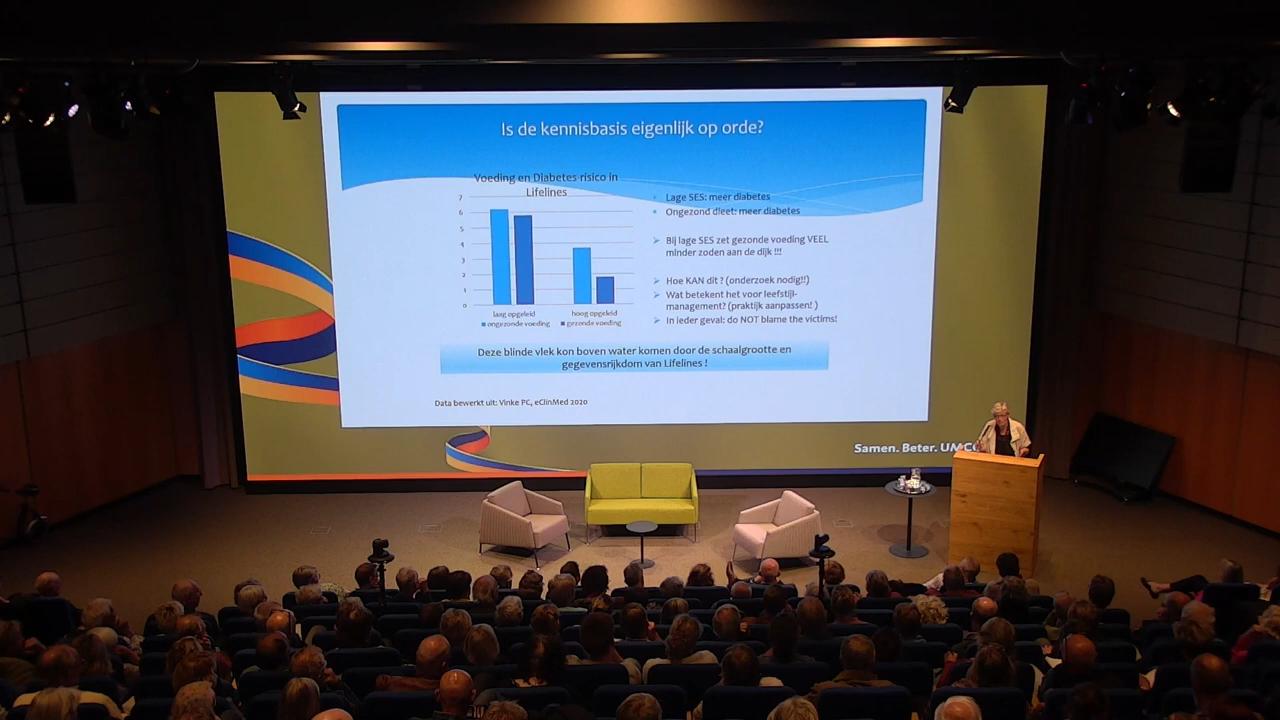 Is de kennisbasis eigenlijk op orde?
Voeding en Diabetes risico in
Lifelines
7
6
5
4
3
2
1
0
laag opgeleid
hoog opgeleid
ongezonde voeding
gezonde voeding
Lage SES: meer diabetes
Ongezond dieet: meer diabetes
Bij lage SES zet gezonde voeding VEEL
minder zoden aan de dijk !!!
Hoe KAN dit ? (onderzoek nodig!!)
Wat betekent het voor leefstijl-
management? (praktijk aanpassen! )
In ieder geval: do NOT blame the victims!
Deze blinde vlek kon boven water komen door de schaalgrootte en
gegevensrijkdom van Lifelines !
Data bewerkt uit: Vinke PC, eClinMed 2020
Samen. Beter. UMC